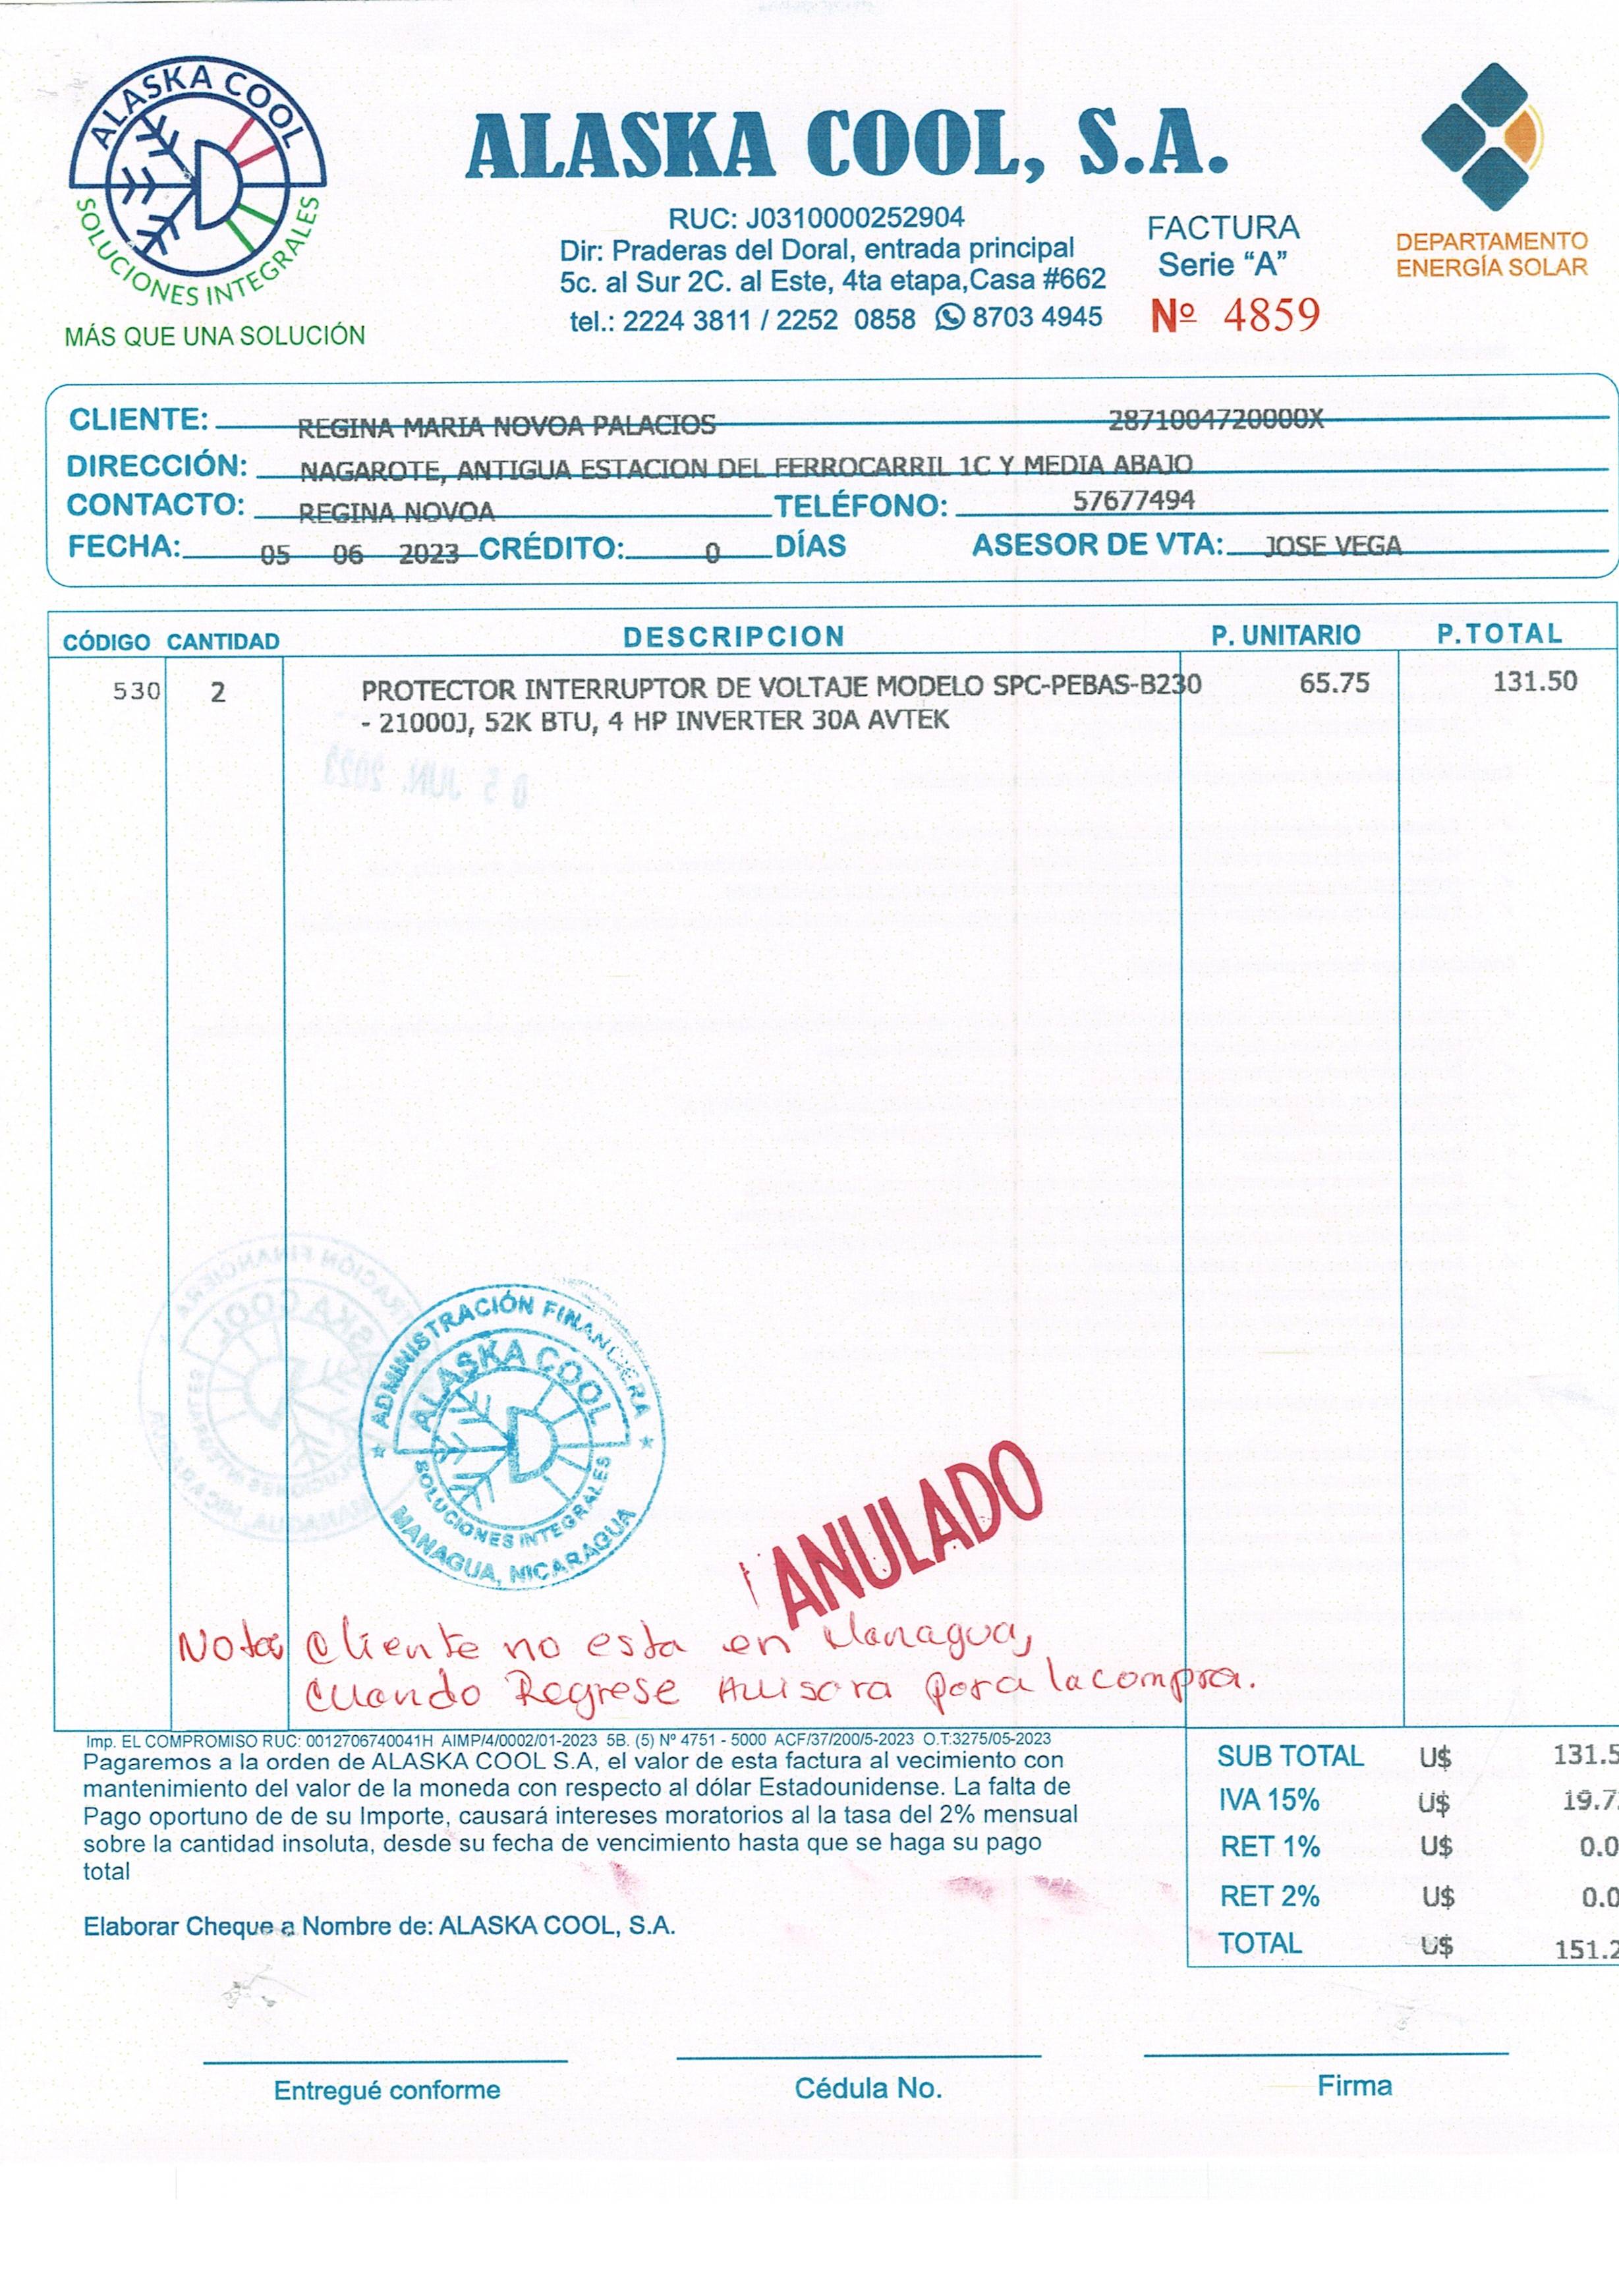 ALASKA COOL
SOLUCIONES INTEGRALES
MÁS QUE UNA SOLUCIÓN
ALASKA COOL, S.A.
RUC: J0310000252904
Dir: Praderas del Doral, entrada principal
5c. al Sur 2C. al Este, 4ta etapa,Casa #662
tel.: 2224 3811 / 2252 0858 8703 4945
FACTURA
Serie “A”
Nº 4859
DEPARTAMENTO
ENERGÍA SOLAR
CLIENTE: REGINA MARIA NOVOA PALACIOS 2871004720000X
DIRECCIÓN: NAGAROTE, ANTIGUA ESTACION DEL FERROCARRIL 1C Y MEDIA ABAJO
CONTACTO: REGINA NOVOA TELÉFONO: 57677494
FECHA: 05 06 2023 CRÉDITO: 0 DÍAS ASESOR DE VTA: JOSE VEGA
CÓDIGO CANTIDAD DESCRIPCION P. UNITARIO P.TOTAL
530 2 PROTECTOR INTERRUPTOR DE VOLTAJE MODELO SPC-PEBAS-B230 65.75 131.50
- 21000J, 52K BTU, 4 HP INVERTER 30A AVTEK
05 JUN. 2023
ADMINISTRACIÓN FINANCIERA
ALASKA COOL
SOLUCIONES INTEGRALES
MANAGUA, NICARAGUA
ANULADO
Nota: Cliente no esta en Managua,
Cuando Regrese Avisara para la compra.
Imp. EL COMPROMISO RUC: 0012706740041H AIMP/4/0002/01-2023 5B. (5) Nº 4751 - 5000 ACF/37/200/5-2023 O.T:3275/05-2023
Pagaremos a la orden de ALASKA COOL S.A, el valor de esta factura al vecimiento con
mantenimiento del valor de la moneda con respecto al dólar Estadounidense. La falta de
Pago oportuno de de su Importe, causará intereses moratorios al la tasa del 2% mensual
sobre la cantidad insoluta, desde su fecha de vencimiento hasta que se haga su pago
total
Elaborar Cheque a Nombre de: ALASKA COOL, S.A.
SUB TOTAL U$ 131.5
IVA 15% U$ 19.7
RET 1% U$ 0.0
RET 2% U$ 0.0
TOTAL U$ 151.2
Entregué conforme
Cédula No.
Firma